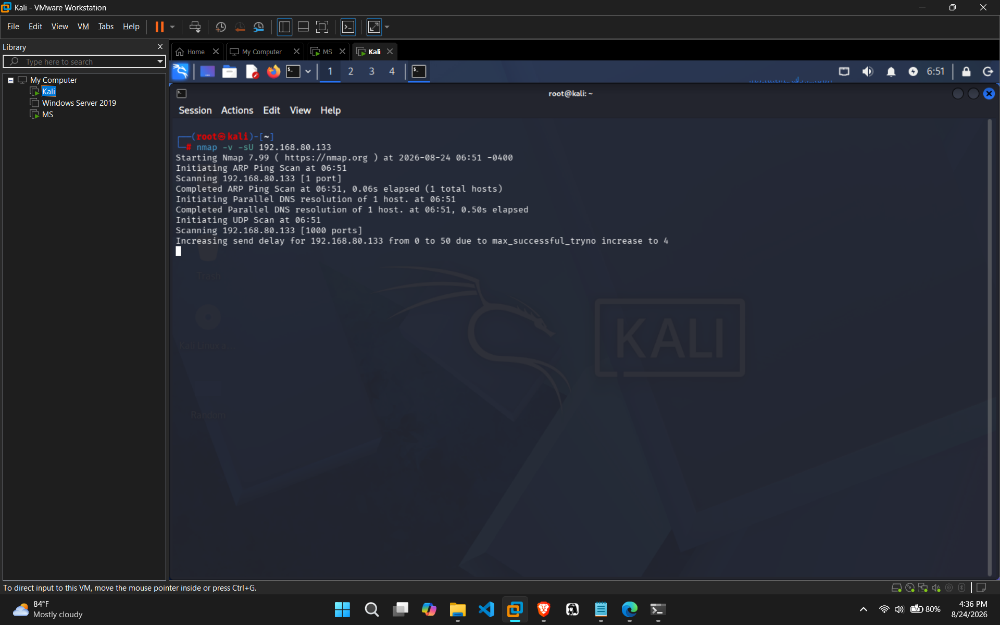 Kali - VMware Workstation
File Edit View VM Tabs Help
Library
Type here to search
My Computer
Kali
Windows Server 2019
MS
Home
My Computer
MS
Kali
1 2 3 4
6:51
root@kali: ~
Session Actions Edit View Help
┌──(root㉿kali)-[~]
└─# nmap -v -sU 192.168.80.133
Starting Nmap 7.99 ( https://nmap.org ) at 2026-08-24 06:51 -0400
Initiating ARP Ping Scan at 06:51
Scanning 192.168.80.133 [1 port]
Completed ARP Ping Scan at 06:51, 0.06s elapsed (1 total hosts)
Initiating Parallel DNS resolution of 1 host. at 06:51
Completed Parallel DNS resolution of 1 host. at 06:51, 0.50s elapsed
Initiating UDP Scan at 06:51
Scanning 192.168.80.133 [1000 ports]
Increasing send delay for 192.168.80.133 from 0 to 50 due to max_successful_tryno increase to 4
Trash
KALI
Kali Linux a...
Random
To direct input to this VM, move the mouse pointer inside or press Ctrl+G.
84°F
Mostly cloudy
80%
4:36 PM
8/24/2026